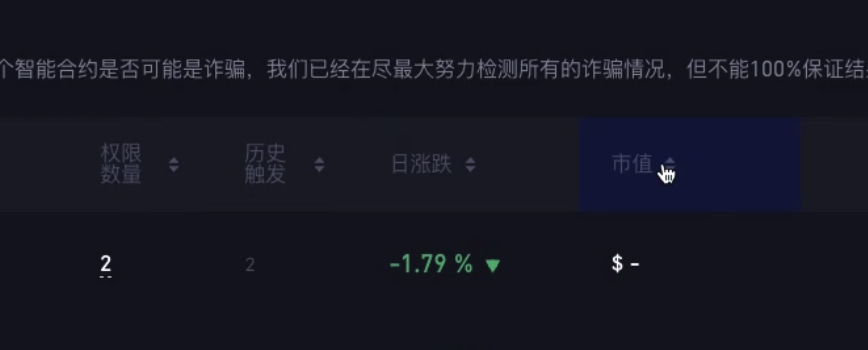 个智能合约是否可能是诈骗，我们已经在尽最大努力检测所有的诈骗情况，但不能100%保证结
权限
数量
历史
触发
日涨跌
市值
2
2
-1.79 %
$ -